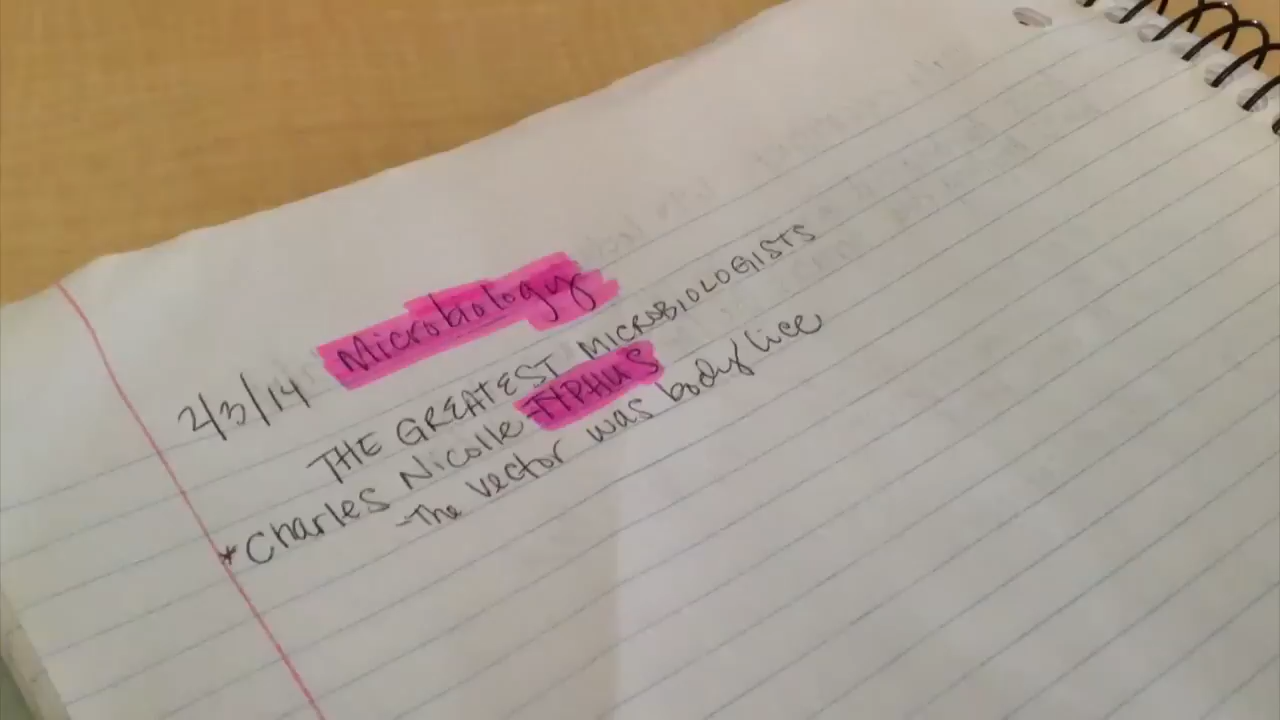 Microbiology
2/3/14
THE GREATEST MICROBIOLOGISTS
*Charles Nicolle -TYPHUS
-The vector was body lice